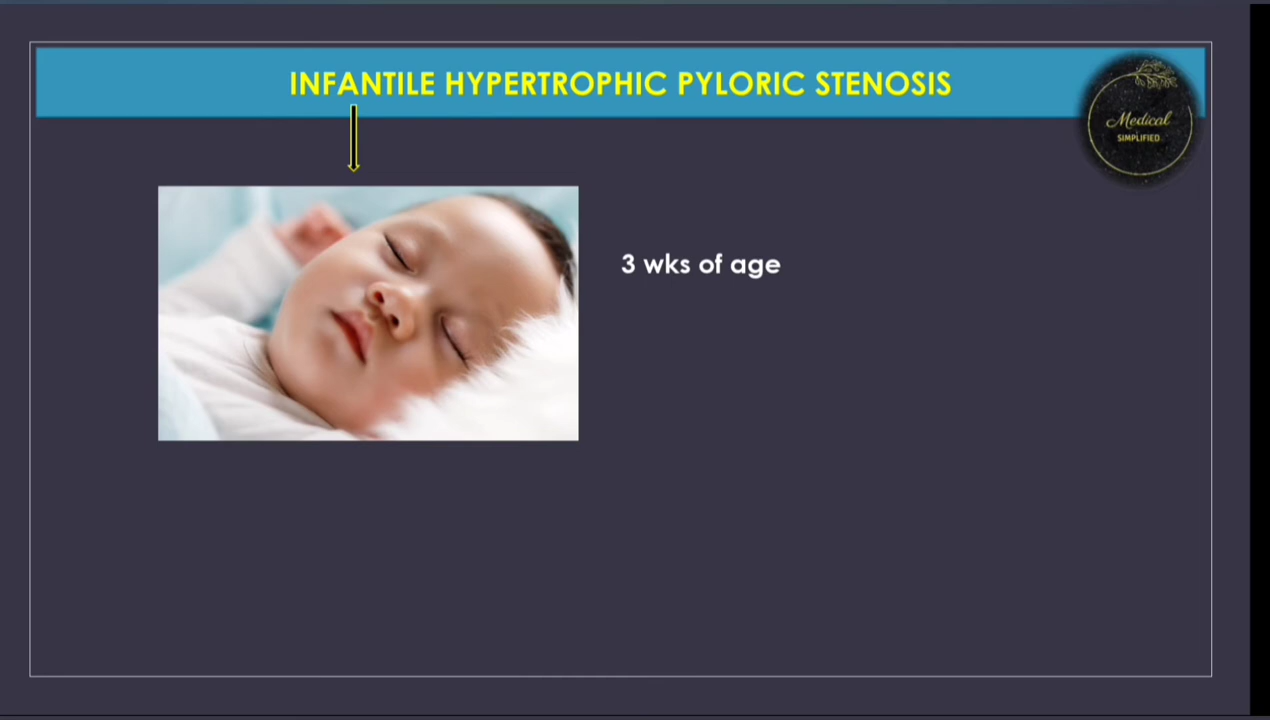 INFANTILE HYPERTROPHIC PYLORIC STENOSIS
Medical
SIMPLIFIED
3 wks of age